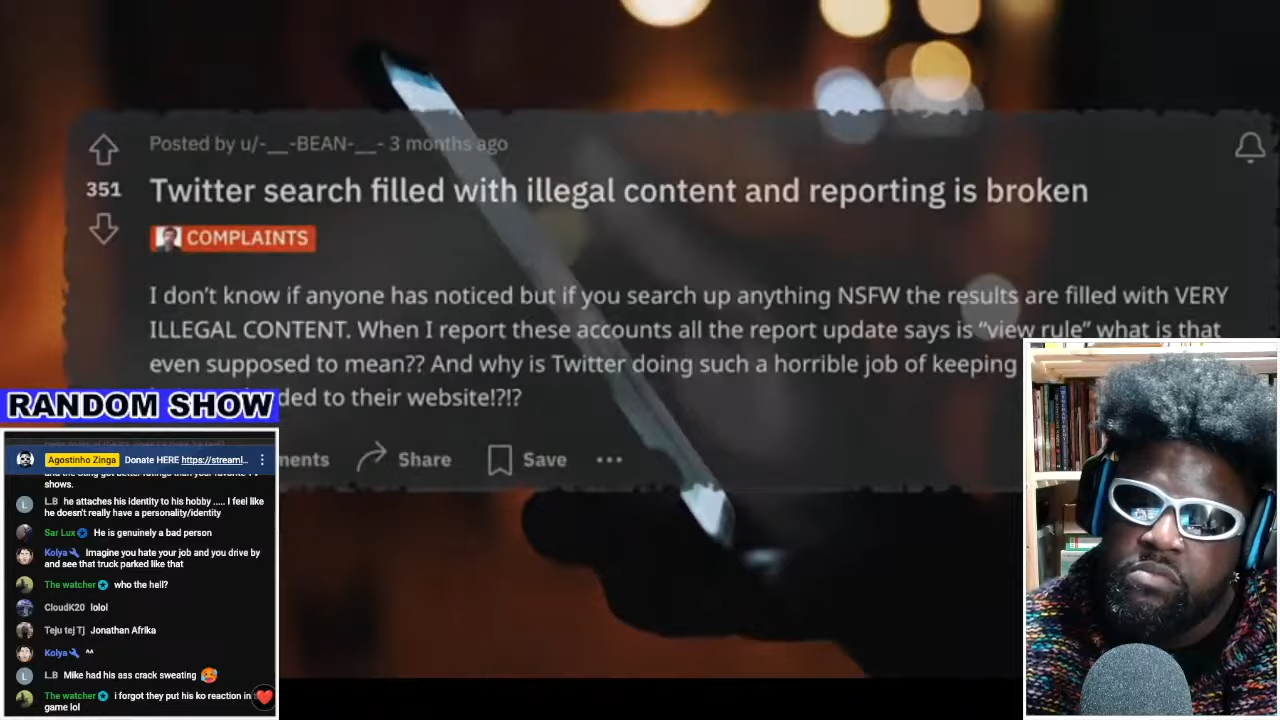 Posted by u/-__-BEAN-__- 3 months ago
351
Twitter search filled with illegal content and reporting is broken
COMPLAINTS
I don't know if anyone has noticed but if you search up anything NSFW the results are filled with VERY
ILLEGAL CONTENT. When I report these accounts all the report update says is "view rule" what is that
even supposed to mean?? And why is Twitter doing such a horrible job of keeping
ded to their website!?!?
ments Share Save
RANDOM SHOW
Agostinho Zinga Donate HERE https://streaml...
shows.
L.B he attaches his identity to his hobby ..... I feel like
he doesn't really have a personality/identity
Sar Lux He is genuinely a bad person
Kolya Imagine you hate your job and you drive by
and see that truck parked like that
The watcher who the hell?
CloudK20 lolol
Teju tej Tj Jonathan Afrika
Kolya ^^
L.B Mike had his ass crack sweating 🥵
The watcher i forgot they put his ko reaction in
game lol